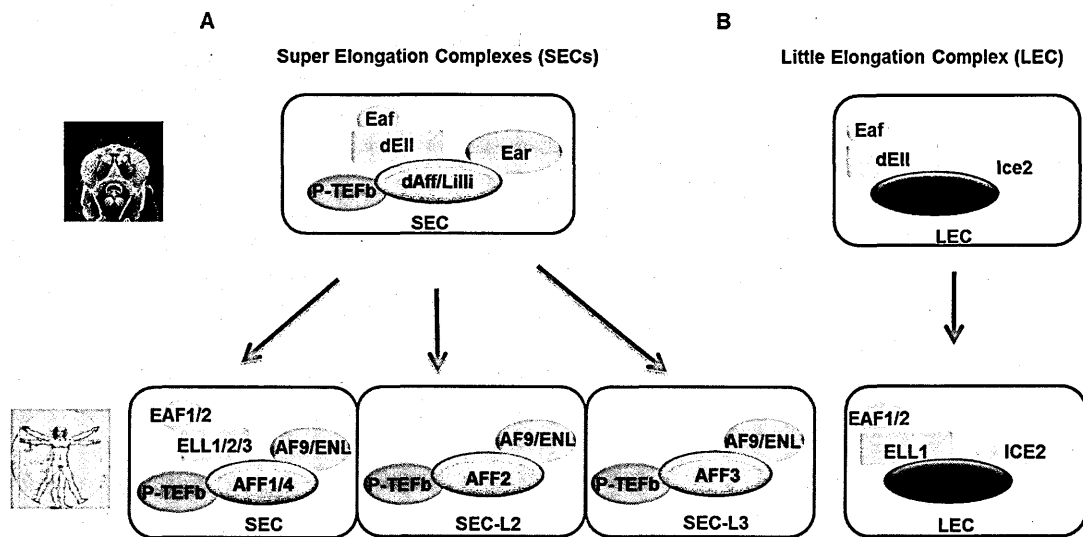 A
B
Super Elongation Complexes (SECs)
Little Elongation Complex (LEC)
Eaf
dEll
Ear
P-TEFb
dAff/Lilli
SEC
Eaf
dEll
Ice2
LEC
EAF1/2
ELL1/2/3
AF9/ENL
P-TEFb
AFF1/4
SEC
AF9/ENL
P-TEFb
AFF2
SEC-L2
AF9/ENL
P-TEFb
AFF3
SEC-L3
EAF1/2
ELL1
ICE2
LEC